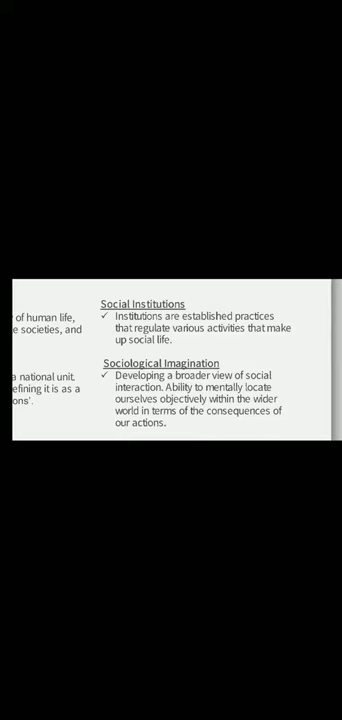 of human life,
e societies, and
a national unit.
efining it is as a
ons'.
Social Institutions
✓ Institutions are established practices
that regulate various activities that make
up social life.
Sociological Imagination
✓ Developing a broader view of social
interaction. Ability to mentally locate
ourselves objectively within the wider
world in terms of the consequences of
our actions.